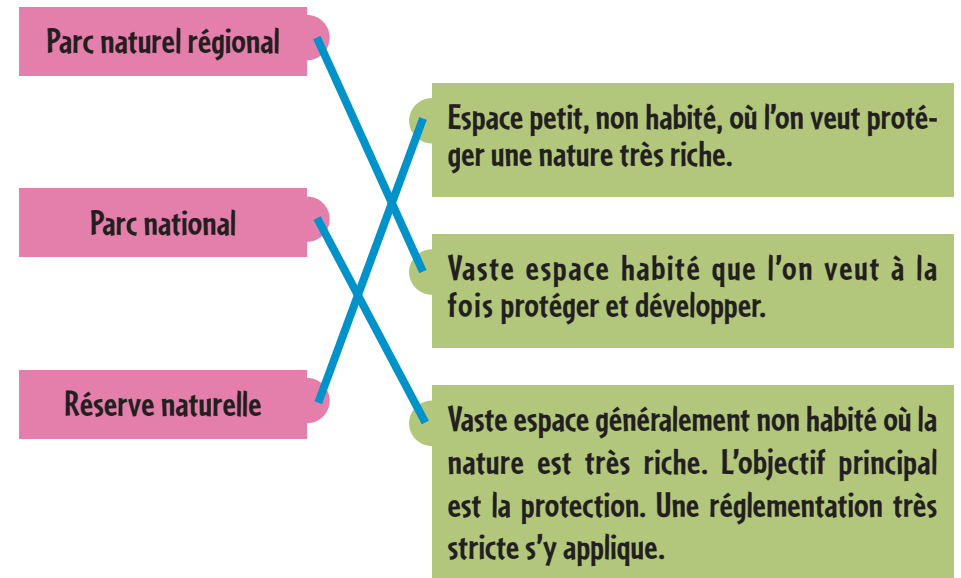 Parc naturel régional
Parc national
Réserve naturelle
Espace petit, non habité, où l'on veut proté-
ger une nature très riche.
Vaste espace habité que l'on veut à la
fois protéger et développer.
Vaste espace généralement non habité où la
nature est très riche. L'objectif principal
est la protection. Une réglementation très
stricte s'y applique.